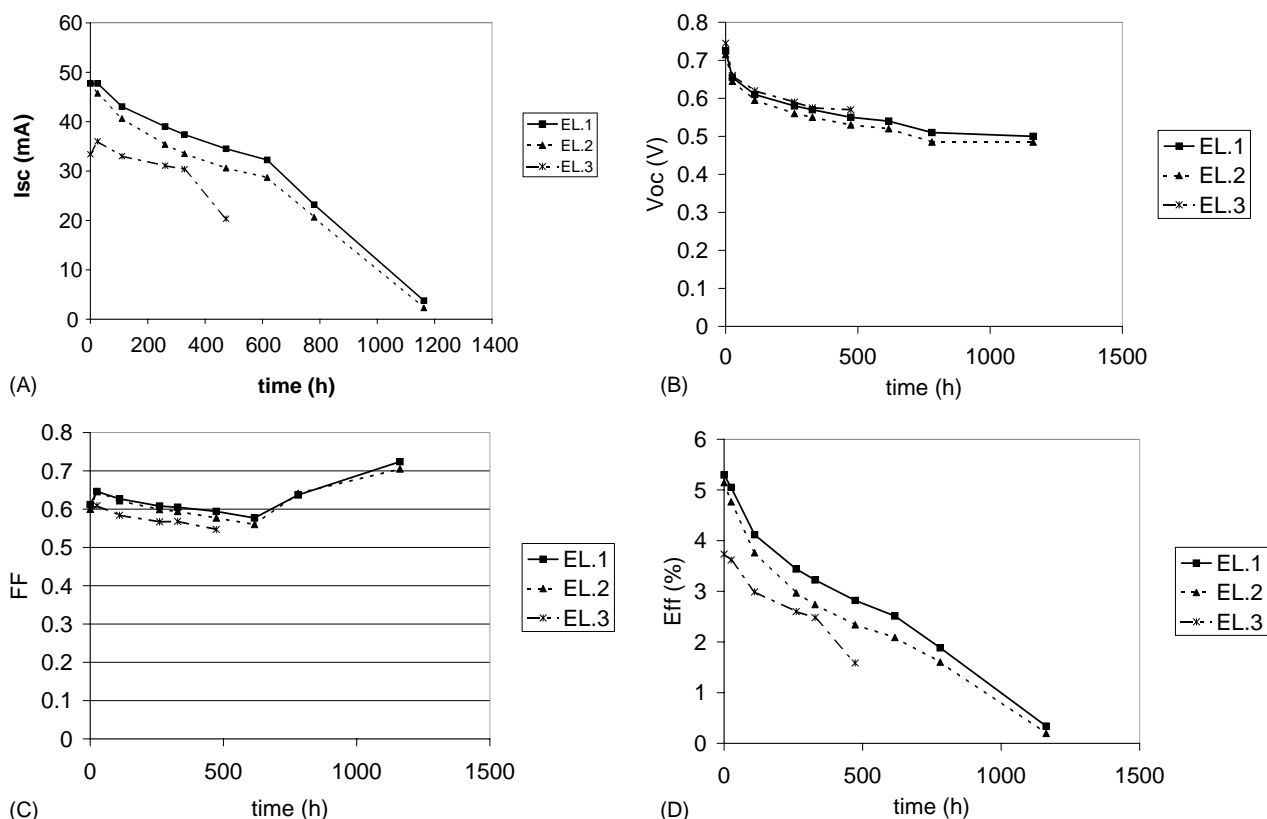 60
50
40
30
20
10
0
Isc (mA)
0 200 400 600 800 1000 1200 1400
time (h)
EL.1
EL.2
EL.3
(A)
0.8
0.7
0.6
0.5
0.4
0.3
0.2
0.1
0
Voc (V)
0 500 1000 1500
time (h)
EL.1
EL.2
EL.3
(B)
0.8
0.7
0.6
0.5
0.4
0.3
0.2
0.1
0
FF
0 500 1000 1500
time (h)
EL.1
EL.2
EL.3
(C)
6
5
4
3
2
1
0
Eff (%)
0 500 1000 1500
time (h)
EL.1
EL.2
EL.3
(D)